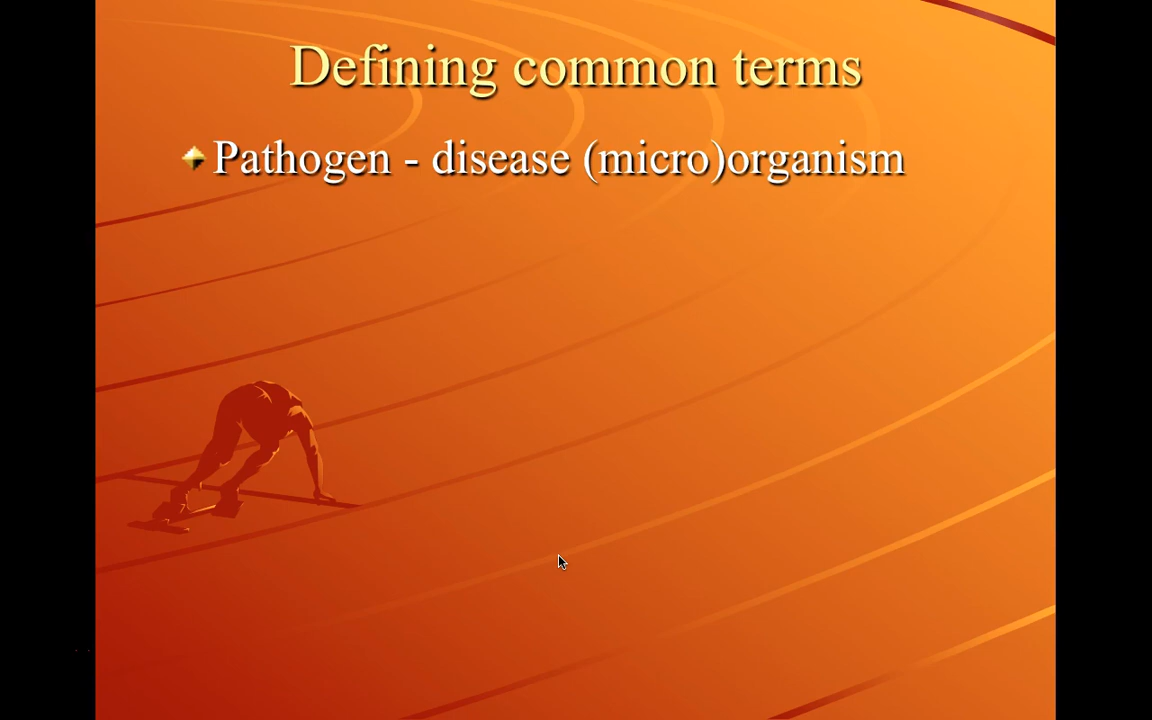 Defining common terms
Pathogen - disease (micro)organism